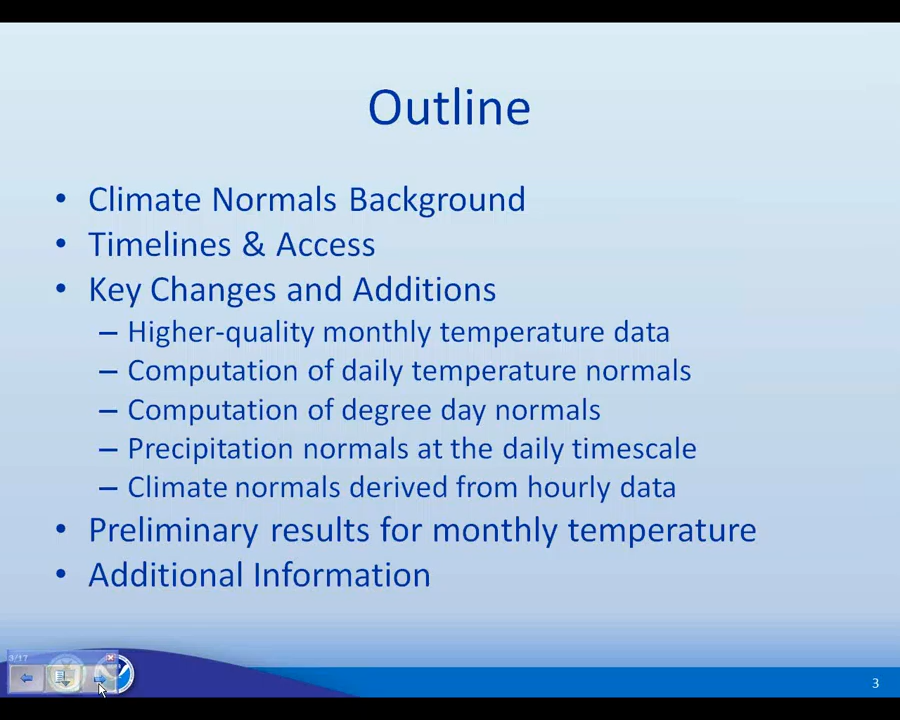 Outline
• Climate Normals Background
• Timelines & Access
• Key Changes and Additions
– Higher-quality monthly temperature data
– Computation of daily temperature normals
– Computation of degree day normals
– Precipitation normals at the daily timescale
– Climate normals derived from hourly data
• Preliminary results for monthly temperature
• Additional Information
3/17
3